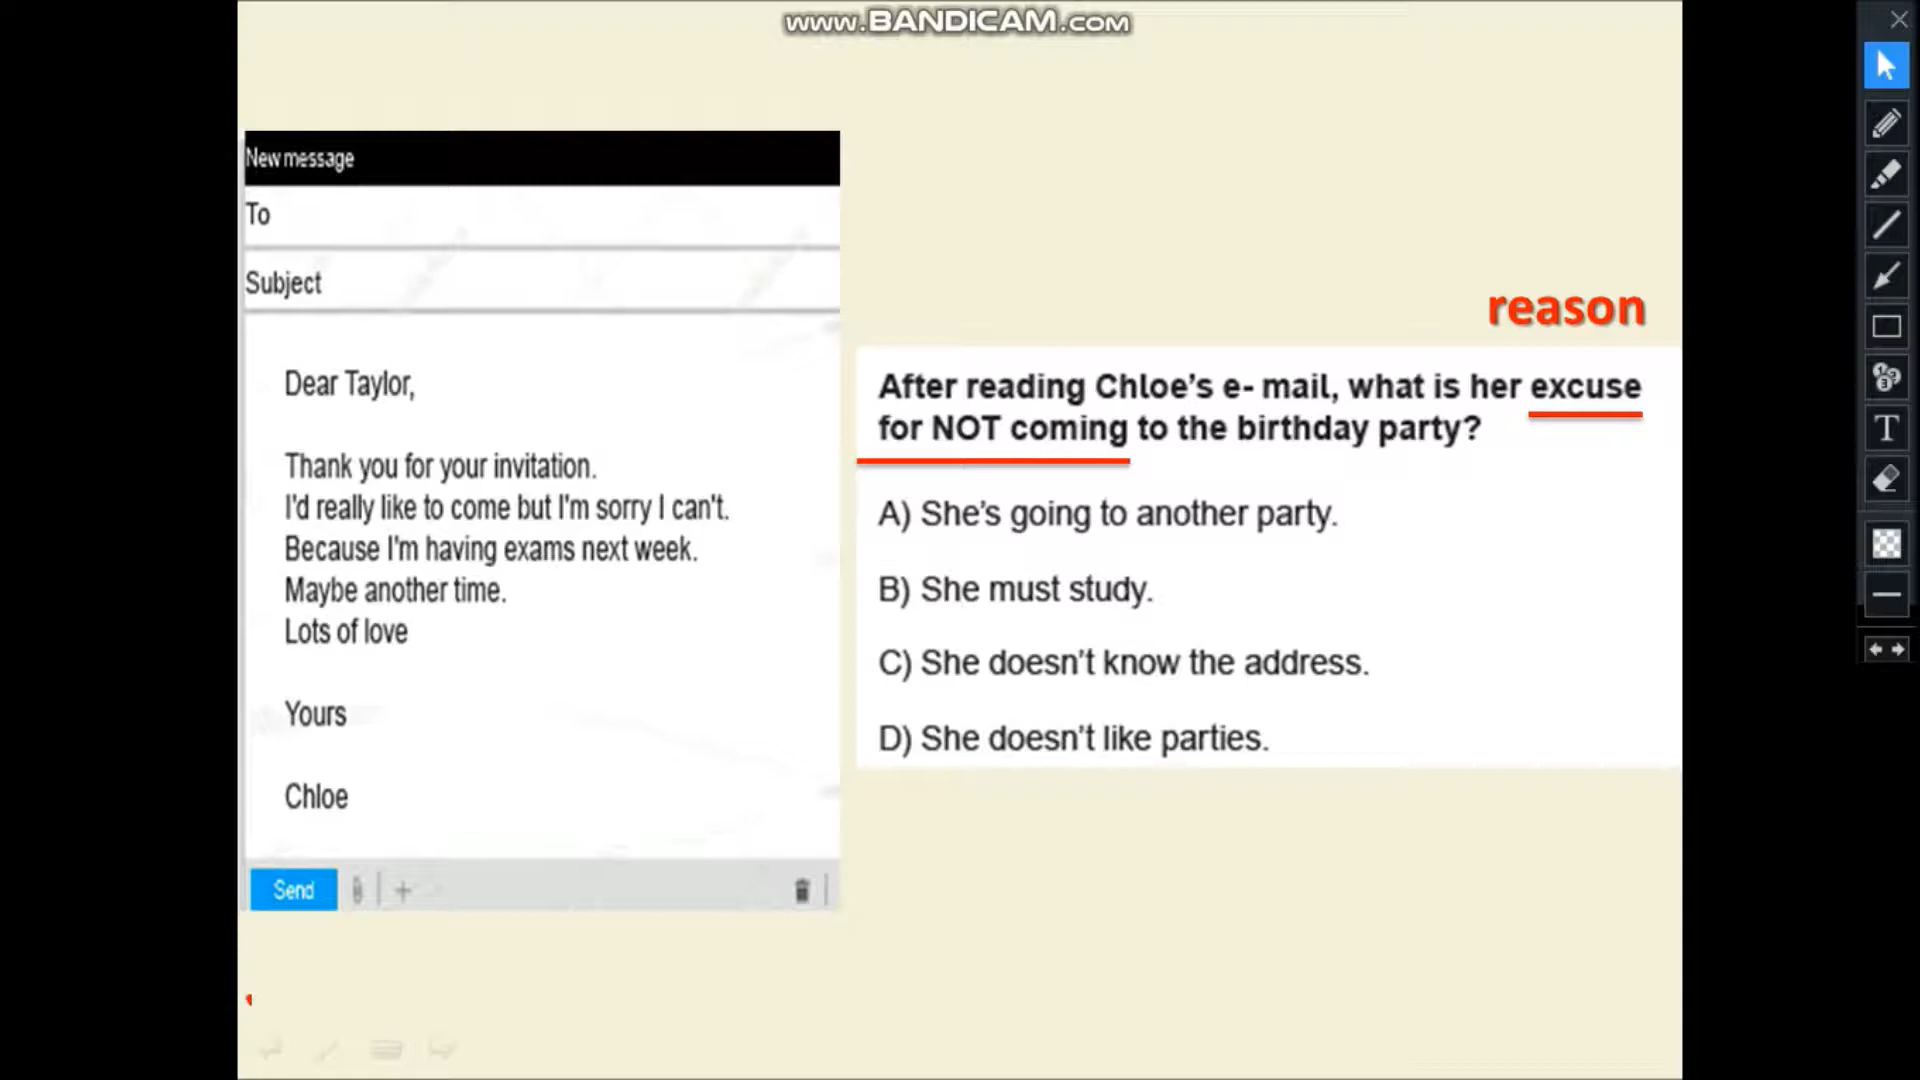 www.BANDICAM.com
New message
To
Subject
Dear Taylor,
Thank you for your invitation.
I'd really like to come but I'm sorry I can't.
Because I'm having exams next week.
Maybe another time.
Lots of love
Yours
Chloe
Send
reason
After reading Chloe's e- mail, what is her excuse
for NOT coming to the birthday party?
A) She's going to another party.
B) She must study.
C) She doesn't know the address.
D) She doesn't like parties.